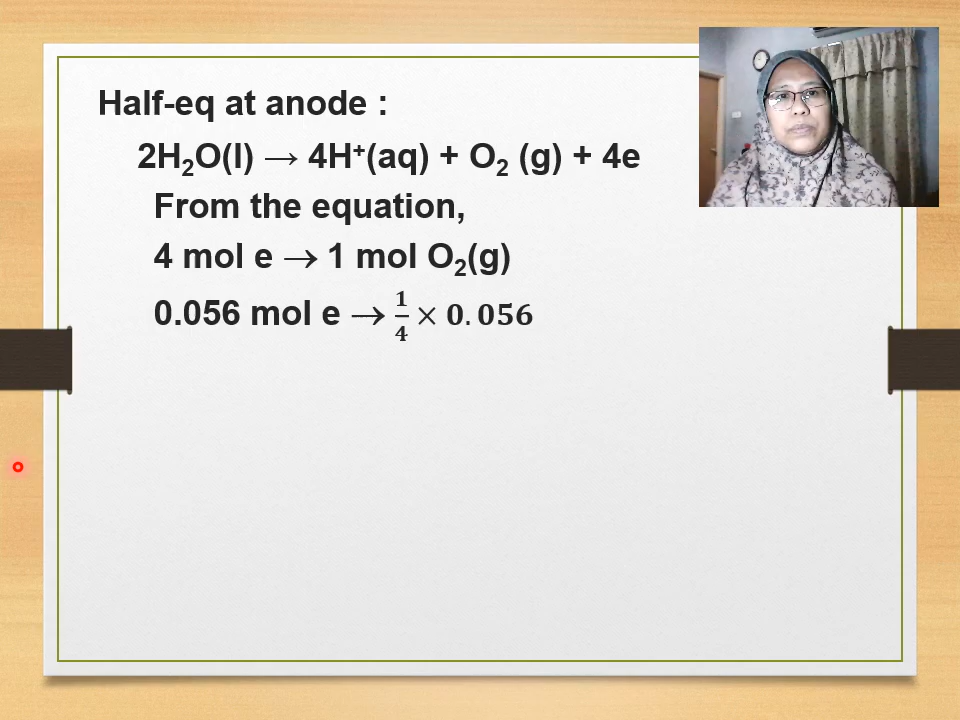 Half-eq at anode :
2H₂O(l) → 4H⁺(aq) + O₂ (g) + 4e
From the equation,
4 mol e → 1 mol O₂(g)
0.056 mol e → 1/4 × 0.056